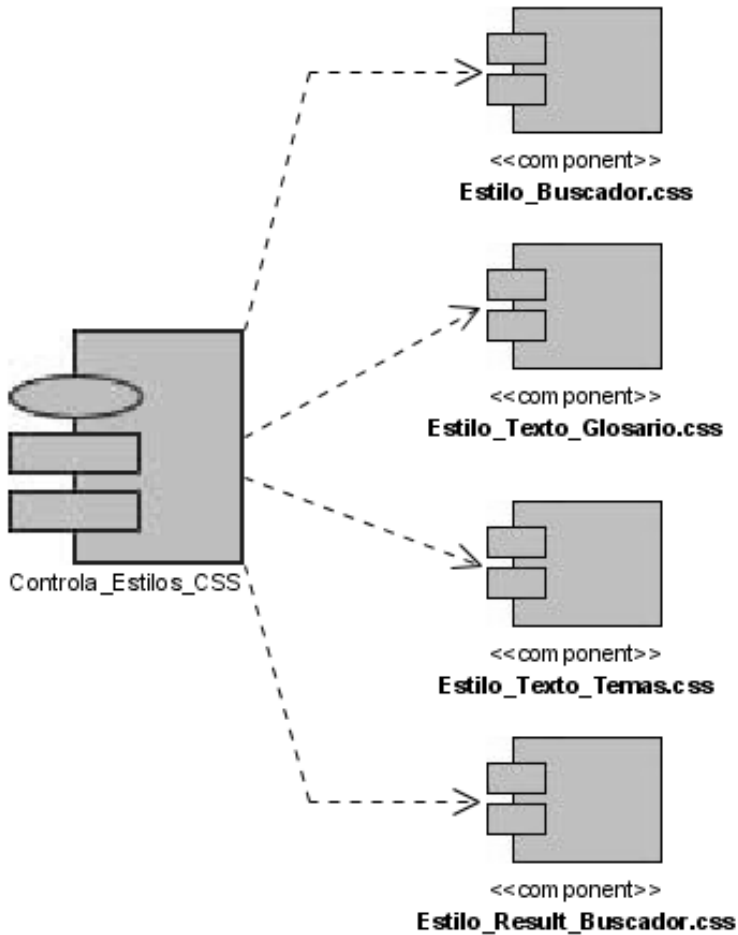 <<component>>
Estilo_Buscador.css
<<component>>
Estilo_Texto_Glosario.css
Controla_Estilos_CSS
<<component>>
Estilo_Texto_Temas.css
<<component>>
Estilo_Result_Buscador.css